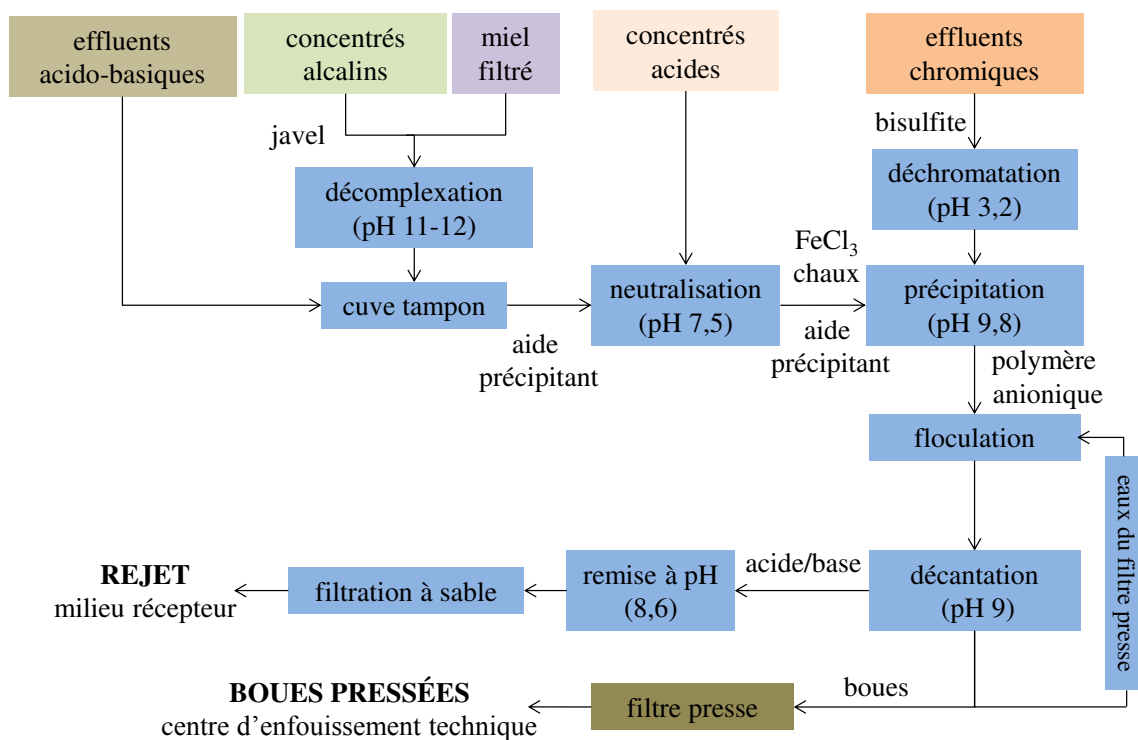 effluents
acido-basiques
concentrés
alcalins
miel
filtré
concentrés
acides
effluents
chromiques
javel
bisulfite
décomplexation
(pH 11-12)
déchromatation
(pH 3,2)
FeCl₃
chaux
cuve tampon
neutralisation
(pH 7,5)
précipitation
(pH 9,8)
aide
précipitant
aide
précipitant
polymère
anionique
floculation
eaux du filtre presse
REJET
milieu récepteur
filtration à sable
remise à pH
(8,6)
acide/base
décantation
(pH 9)
BOUES PRESSÉES
centre d'enfouissement technique
filtre presse
boues